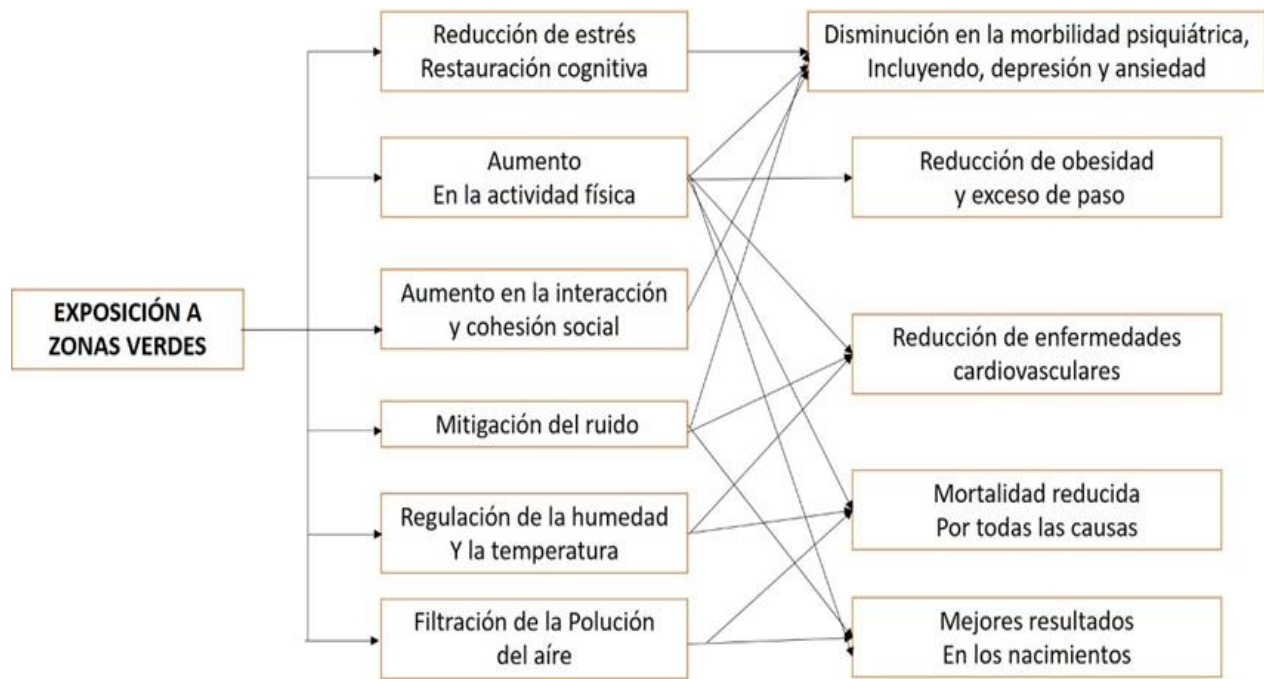 Reducción de estrés
Restauración cognitiva
Disminución en la morbilidad psiquiátrica,
Incluyendo, depresión y ansiedad
Aumento
En la actividad física
Reducción de obesidad
y exceso de paso
EXPOSICIÓN A
ZONAS VERDES
Aumento en la interacción
y cohesión social
Reducción de enfermedades
cardiovasculares
Mitigación del ruido
Regulación de la humedad
Y la temperatura
Mortalidad reducida
Por todas las causas
Filtración de la Polución
del aíre
Mejores resultados
En los nacimientos